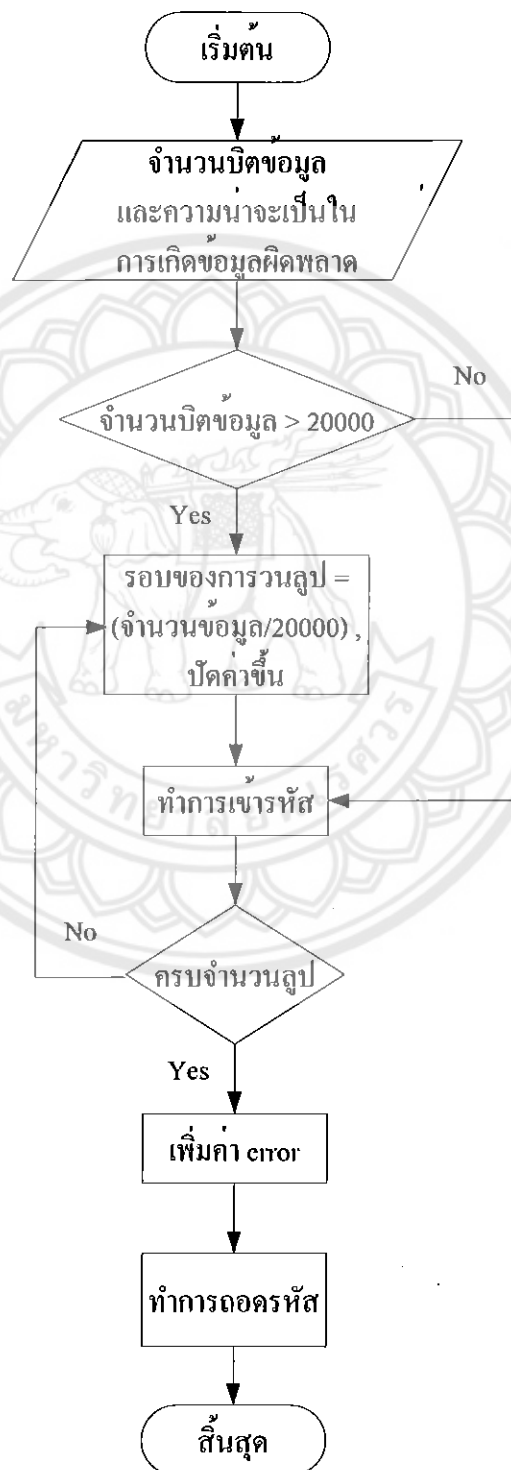 เริ่มต้น
จำนวนบิตข้อมูล
และความน่าจะเป็นใน
การเกิดข้อมูลผิดพลาด
No
จำนวนบิตข้อมูล > 20000
Yes
รอบของการวนลูป =
(จำนวนข้อมูล/20000) ,
ปัดค่าขึ้น
ทำการเข้ารหัส
No
ครบจำนวนลูป
Yes
เพิ่มค่า error
ทำการถอดรหัส
สิ้นสุด